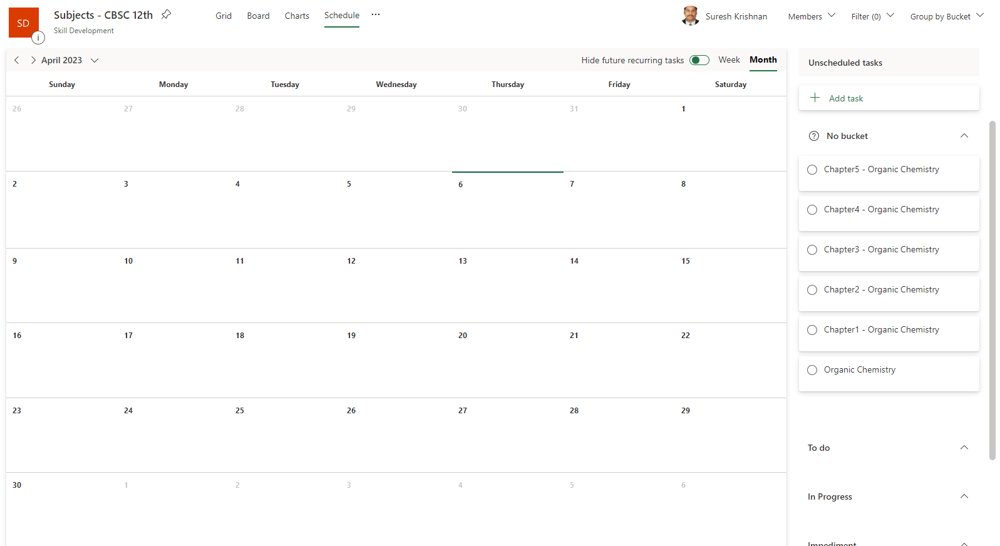 SD
Subjects - CBSC 12th
Skill Development
i
Grid Board Charts Schedule ...
Suresh Krishnan Members Filter (0) Group by Bucket
April 2023
Hide future recurring tasks Week Month
Sunday Monday Tuesday Wednesday Thursday Friday Saturday
26 27 28 29 30 31 1
2 3 4 5 6 7 8
9 10 11 12 13 14 15
16 17 18 19 20 21 22
23 24 25 26 27 28 29
30 1 2 3 4 5 6
Unscheduled tasks
Add task
? No bucket
Chapter5 - Organic Chemistry
Chapter4 - Organic Chemistry
Chapter3 - Organic Chemistry
Chapter2 - Organic Chemistry
Chapter1 - Organic Chemistry
Organic Chemistry
To do
In Progress
Impediment